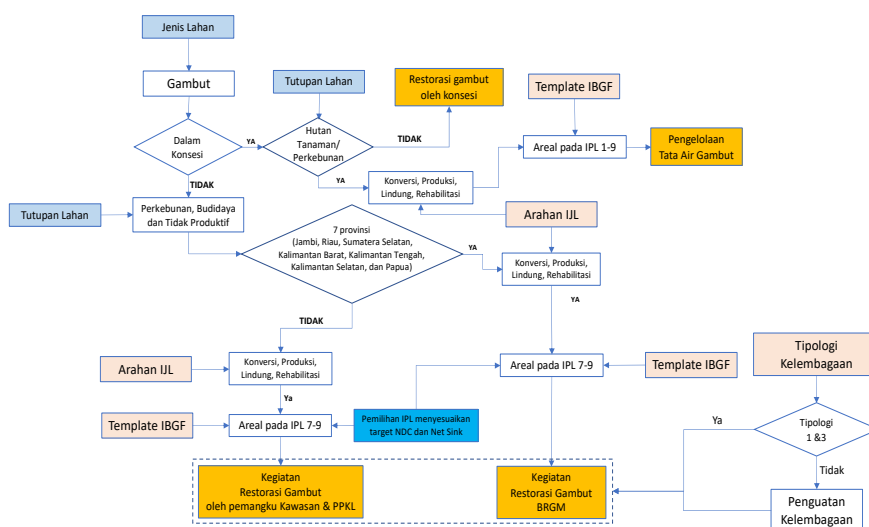 Jenis Lahan
Gambut
Tutupan Lahan
Restorasi gambut
oleh konsesi
Template IBGF
Dalam
Konsesi
YA
Hutan
Tanaman/
Perkebunan
TIDAK
Areal pada IPL 1-9
Pengelolaan
Tata Air Gambut
TIDAK
YA
Konversi, Produksi,
Lindung, Rehabilitasi
Tutupan Lahan
Perkebunan, Budidaya
dan Tidak Produktif
Arahan IJL
7 provinsi
(Jambi, Riau, Sumatera Selatan,
Kalimantan Barat, Kalimantan Tengah,
Kalimantan Selatan, dan Papua)
YA
Konversi, Produksi,
Lindung, Rehabilitasi
YA
TIDAK
Arahan IJL
Konversi, Produksi,
Lindung, Rehabilitasi
Areal pada IPL 7-9
Template IBGF
Tipologi
Kelembagaan
Ya
Template IBGF
Areal pada IPL 7-9
Pemilihan IPL menyesuaikan
target NDC dan Net Sink
Ya
Tipologi
1 &3
Tidak
Kegiatan
Restorasi Gambut
oleh pemangku Kawasan & PPKL
Kegiatan
Restorasi Gambut
BRGM
Penguatan
Kelembagaan